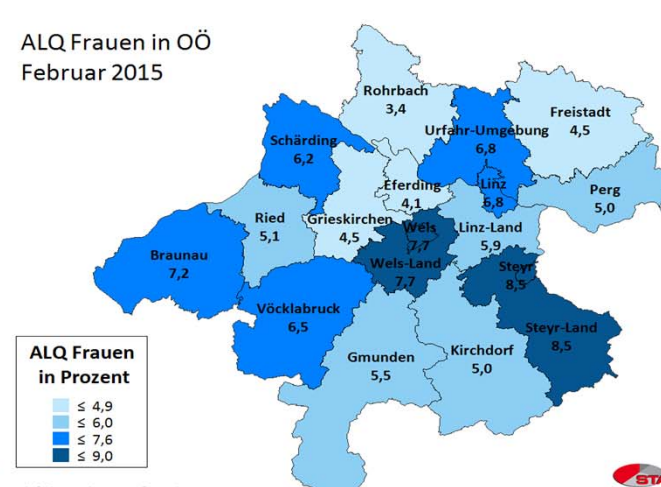 ALQ Frauen in OÖ
Februar 2015
Rohrbach
3,4
Freistadt
4,5
Urfahr-Umgebung
6,8
Schärding
6,2
Eferding
4,1
Linz
6,8
Perg
5,0
Ried
5,1
Grieskirchen
4,5
Wels
7,7
Linz-Land
5,9
Braunau
7,2
Wels-Land
7,7
Steyr
8,5
Vöcklabruck
6,5
Steyr-Land
8,5
Gmunden
5,5
Kirchdorf
5,0
ALQ Frauen
in Prozent
≤ 4,9
≤ 6,0
≤ 7,6
≤ 9,0
STA